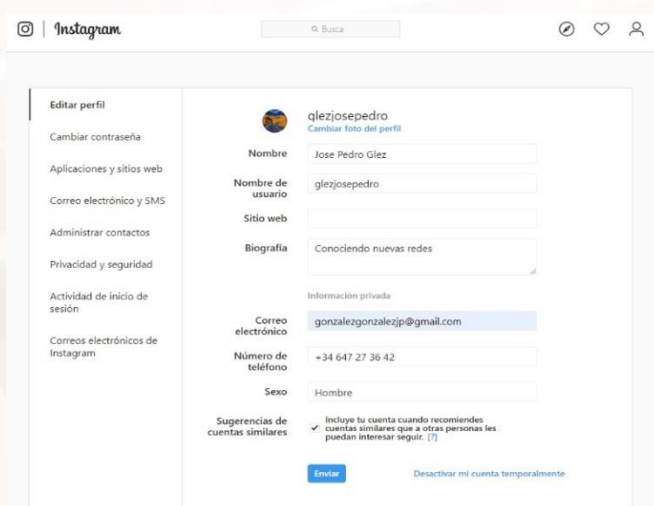 Instagram
Busca
Editar perfil
Cambiar contraseña
Aplicaciones y sitios web
Correo electrónico y SMS
Administrar contactos
Privacidad y seguridad
Actividad de inicio de
sesión
Correos electrónicos de
Instagram
glezjosepedro
Cambiar foto del perfil
Nombre
Jose Pedro Glez
Nombre de
usuario
glezjosepedro
Sitio web
Biografía
Conociendo nuevas redes
Información privada
Correo
electrónico
gonzalezgonzalezjp@gmail.com
Número de
teléfono
+34 647 27 36 42
Sexo
Hombre
Sugerencias de
cuentas similares
Incluye tu cuenta cuando recomiendes
cuentas similares que a otras personas les
puedan interesar seguir. [?]
Enviar
Desactivar mi cuenta temporalmente